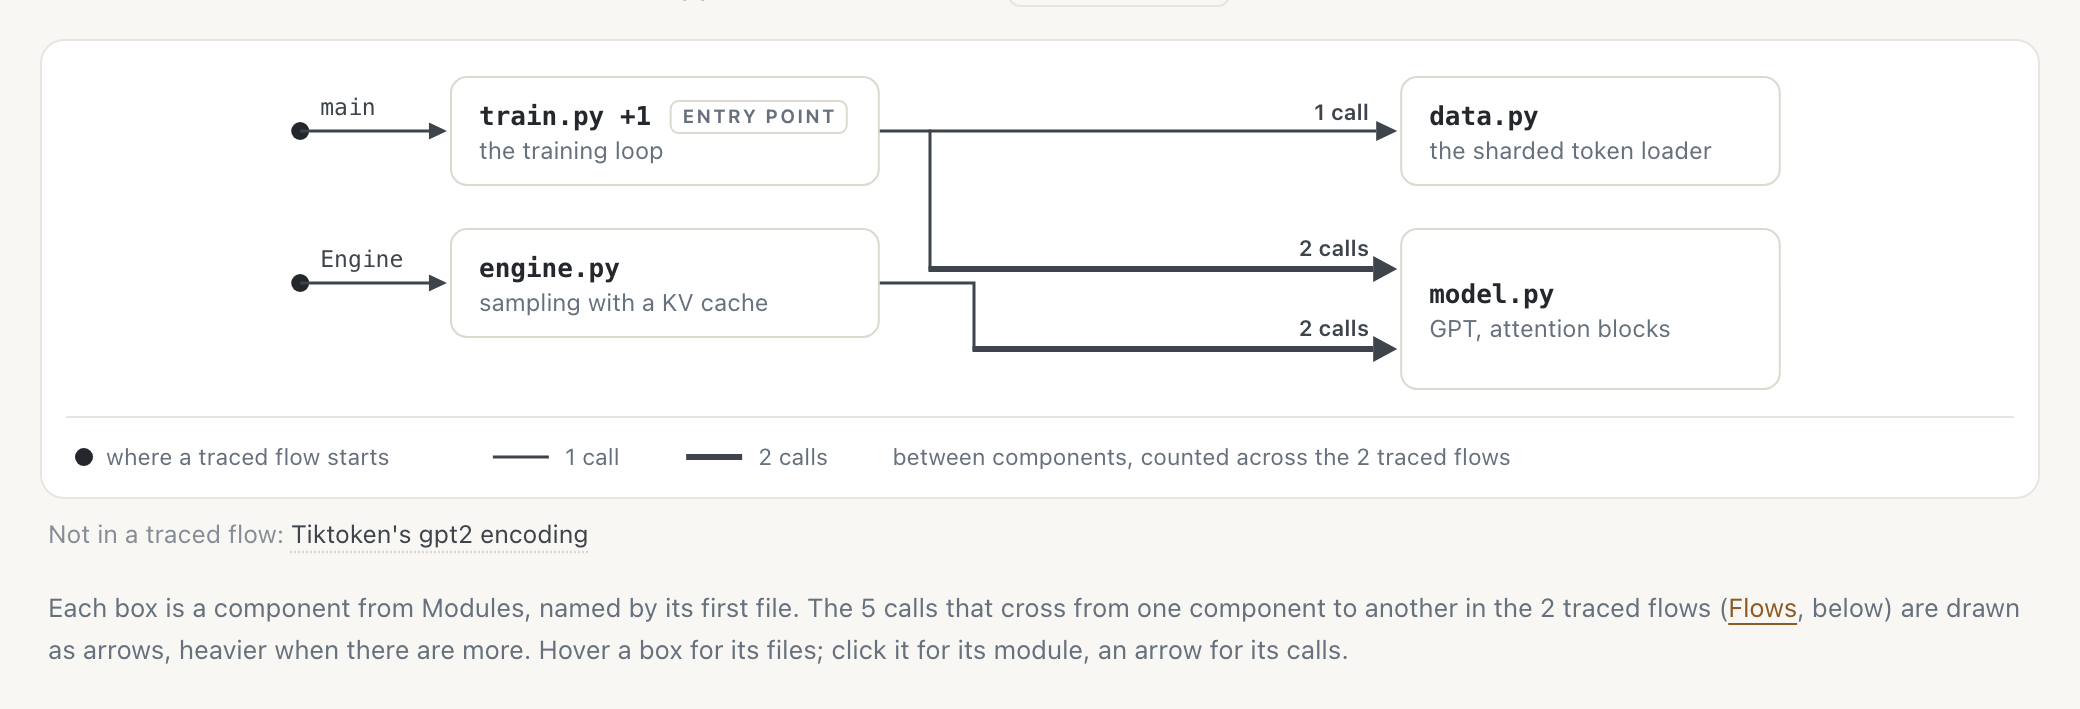 main
train.py +1 ENTRY POINT
the training loop
1 call
data.py
the sharded token loader
Engine
engine.py
sampling with a KV cache
2 calls
2 calls
model.py
GPT, attention blocks
where a traced flow starts
1 call
2 calls
between components, counted across the 2 traced flows
Not in a traced flow: Tiktoken's gpt2 encoding
Each box is a component from Modules, named by its first file. The 5 calls that cross from one component to another in the 2 traced flows (Flows, below) are drawn
as arrows, heavier when there are more. Hover a box for its files; click it for its module, an arrow for its calls.